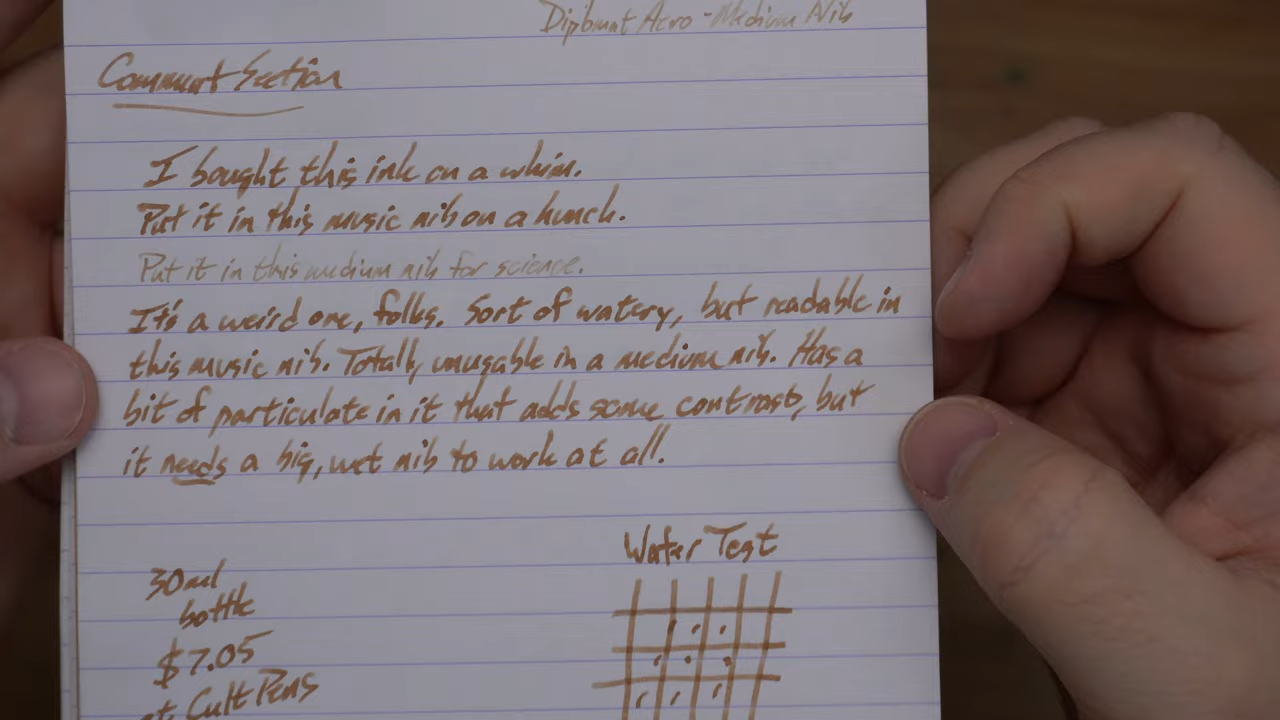 Diplomat Aero - Medium Nib
Comment Section
I bought this ink on a whim.
Put it in this music nib on a hunch.
Put it in this medium nib for science.
It's a weird one, folks. Sort of watery, but readable in
this music nib. Totally unusable in a medium nib. Has a
bit of particulate in it that adds some contrast, but
it needs a big, wet nib to work at all.
Water Test
30ml
bottle
$7.05
at Cult Pens